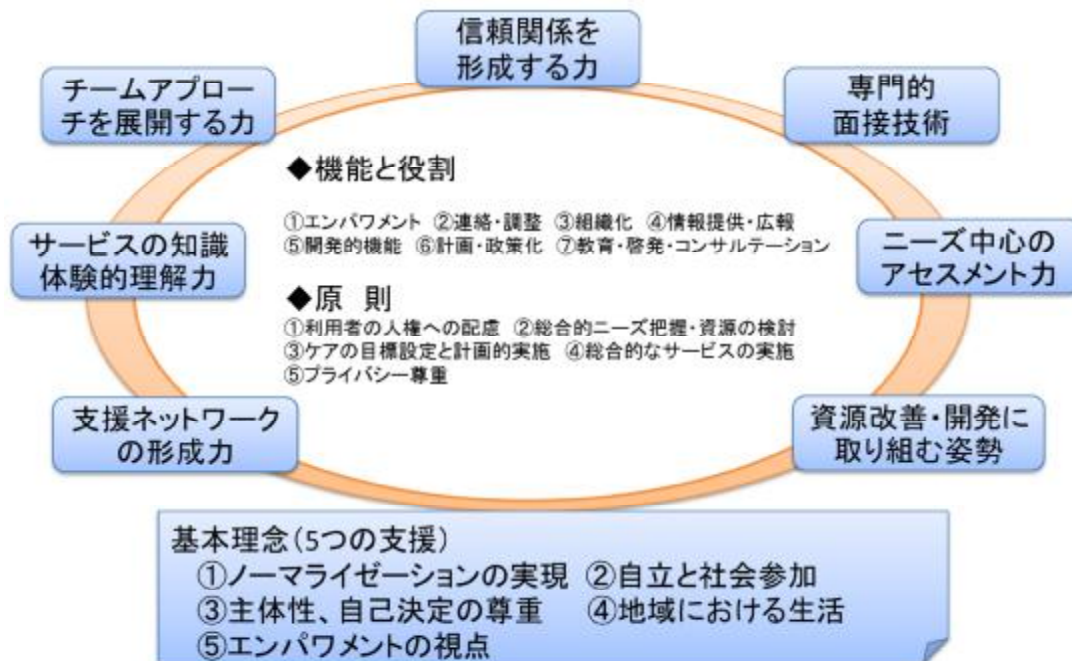 信頼関係を
形成する力
チームアプロー
チを展開する力
専門的
面接技術
◆機能と役割
①エンパワメント ②連絡・調整 ③組織化 ④情報提供・広報
⑤開発的機能 ⑥計画・政策化 ⑦教育・啓発・コンサルテーション
サービスの知識
体験的理解力
ニーズ中心の
アセスメント力
◆原 則
①利用者の人権への配慮 ②総合的ニーズ把握・資源の検討
③ケアの目標設定と計画的実施 ④総合的なサービスの実施
⑤プライバシー尊重
支援ネットワーク
の形成力
資源改善・開発に
取り組む姿勢
基本理念(5つの支援)
①ノーマライゼーションの実現 ②自立と社会参加
③主体性、自己決定の尊重 ④地域における生活
⑤エンパワメントの視点